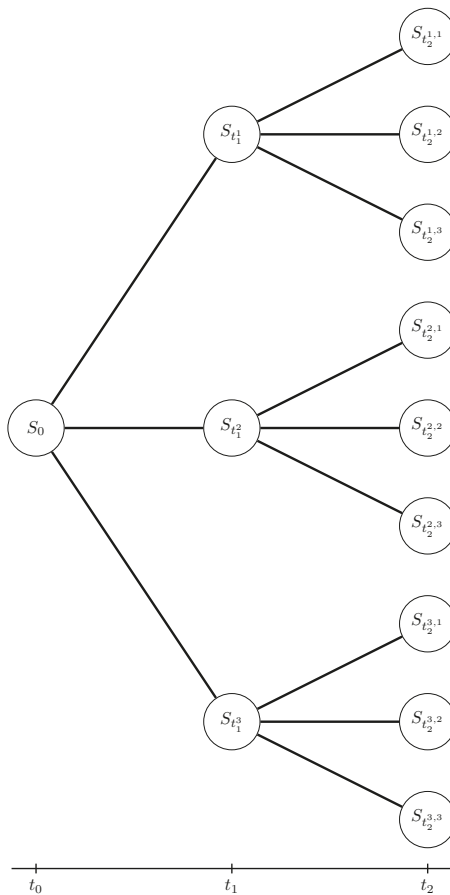 $S_{t_2^{1,1}}$
$S_{t_1^1}$
$S_{t_2^{1,2}}$
$S_{t_2^{1,3}}$
$S_{t_2^{2,1}}$
$S_0$
$S_{t_1^2}$
$S_{t_2^{2,2}}$
$S_{t_2^{2,3}}$
$S_{t_2^{3,1}}$
$S_{t_1^3}$
$S_{t_2^{3,2}}$
$S_{t_2^{3,3}}$
$t_0$ $t_1$ $t_2$